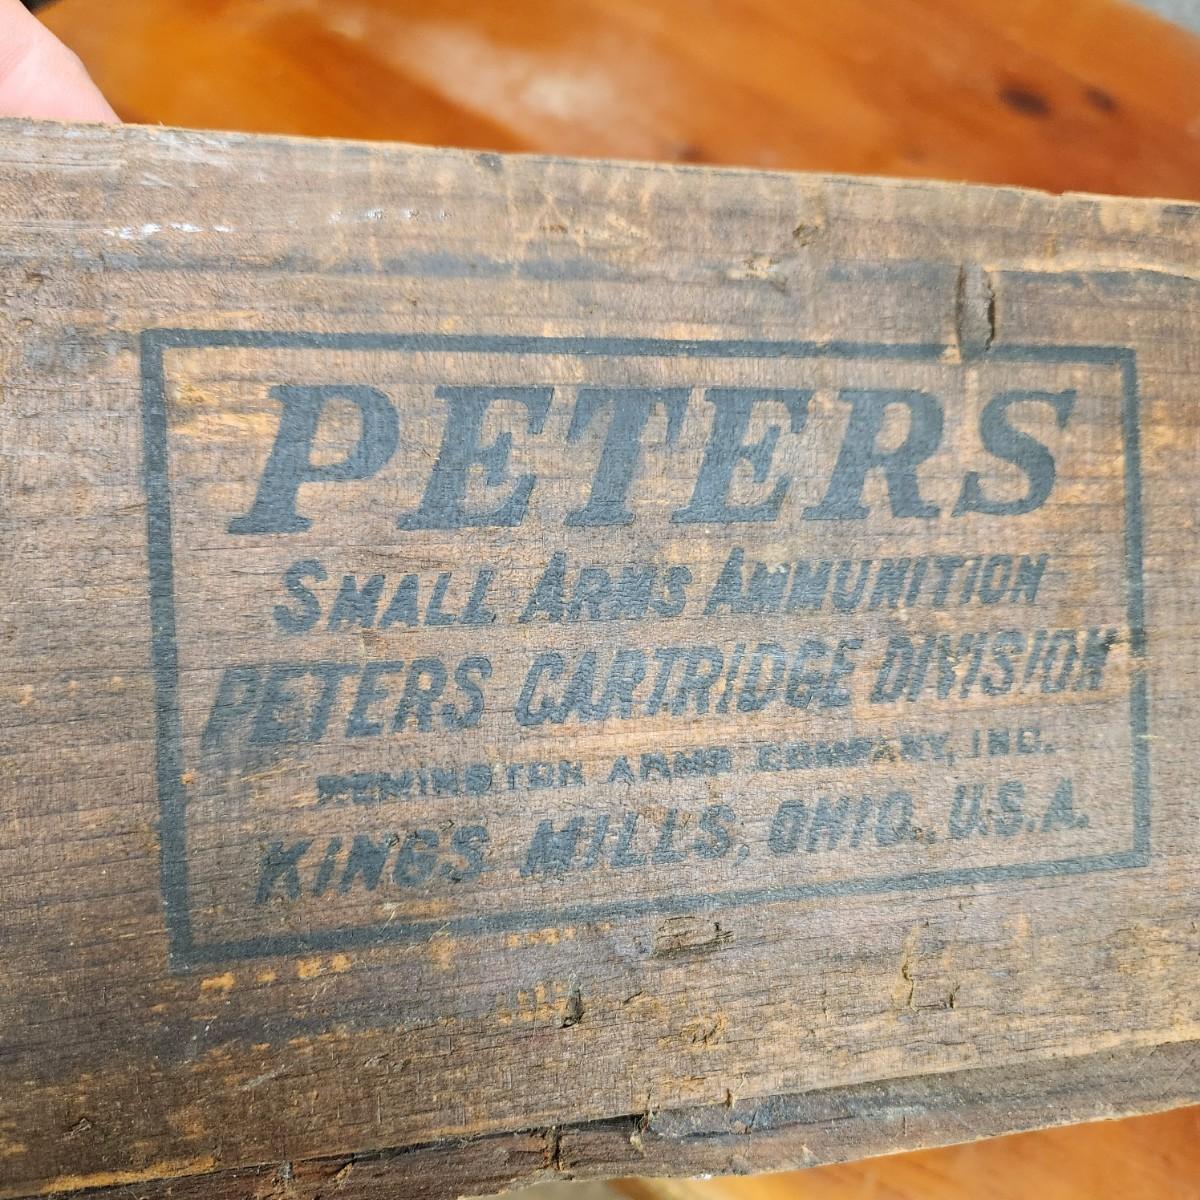 PETERS
SMALL ARMS AMMUNITION
PETERS CARTRIDGE DIVISION
REMINGTON ARMS COMPANY, INC.
KINGS MILLS, OHIO, U.S.A.